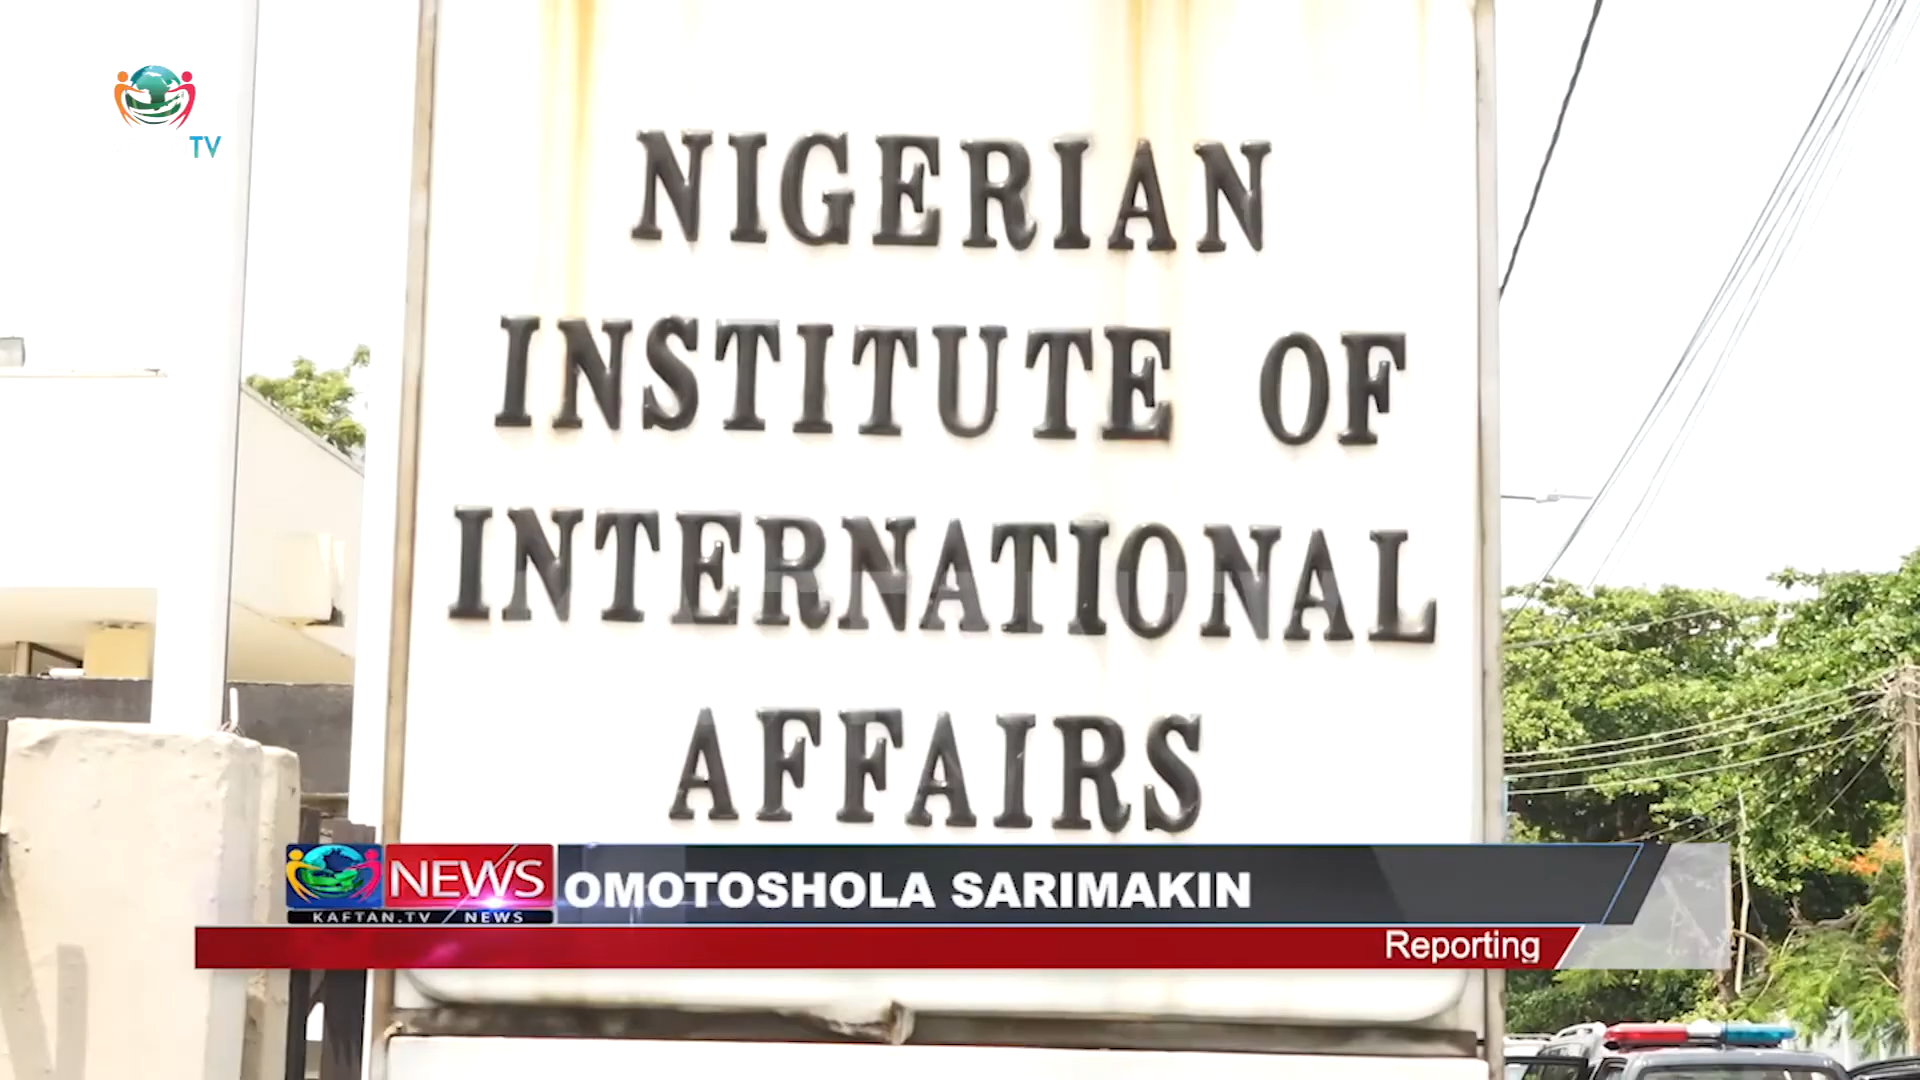 TV
NIGERIAN
INSTITUTE OF
INTERNATIONAL
AFFAIRS
NEWS
KAFTAN.TV / NEWS
OMOTOSHOLA SARIMAKIN
Reporting